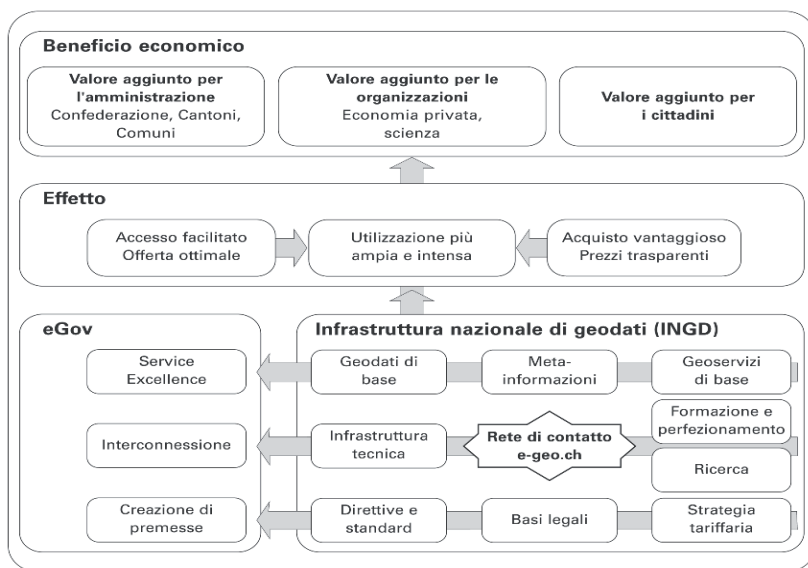 Beneficio economico
Valore aggiunto per
l'amministrazione
Confederazione, Cantoni,
Comuni
Valore aggiunto per le
organizzazioni
Economia privata,
scienza
Valore aggiunto per
i cittadini
Effetto
Accesso facilitato
Offerta ottimale
Utilizzazione più
ampia e intensa
Acquisto vantaggioso
Prezzi trasparenti
eGov
Service
Excellence
Interconnessione
Creazione di
premesse
Infrastruttura nazionale di geodati (INGD)
Geodati di
base
Meta-
informazioni
Geoservizi
di base
Infrastruttura
tecnica
Rete di contatto
e-geo.ch
Formazione e
perfezionamento
Ricerca
Direttive e
standard
Basi legali
Strategia
tariffaria